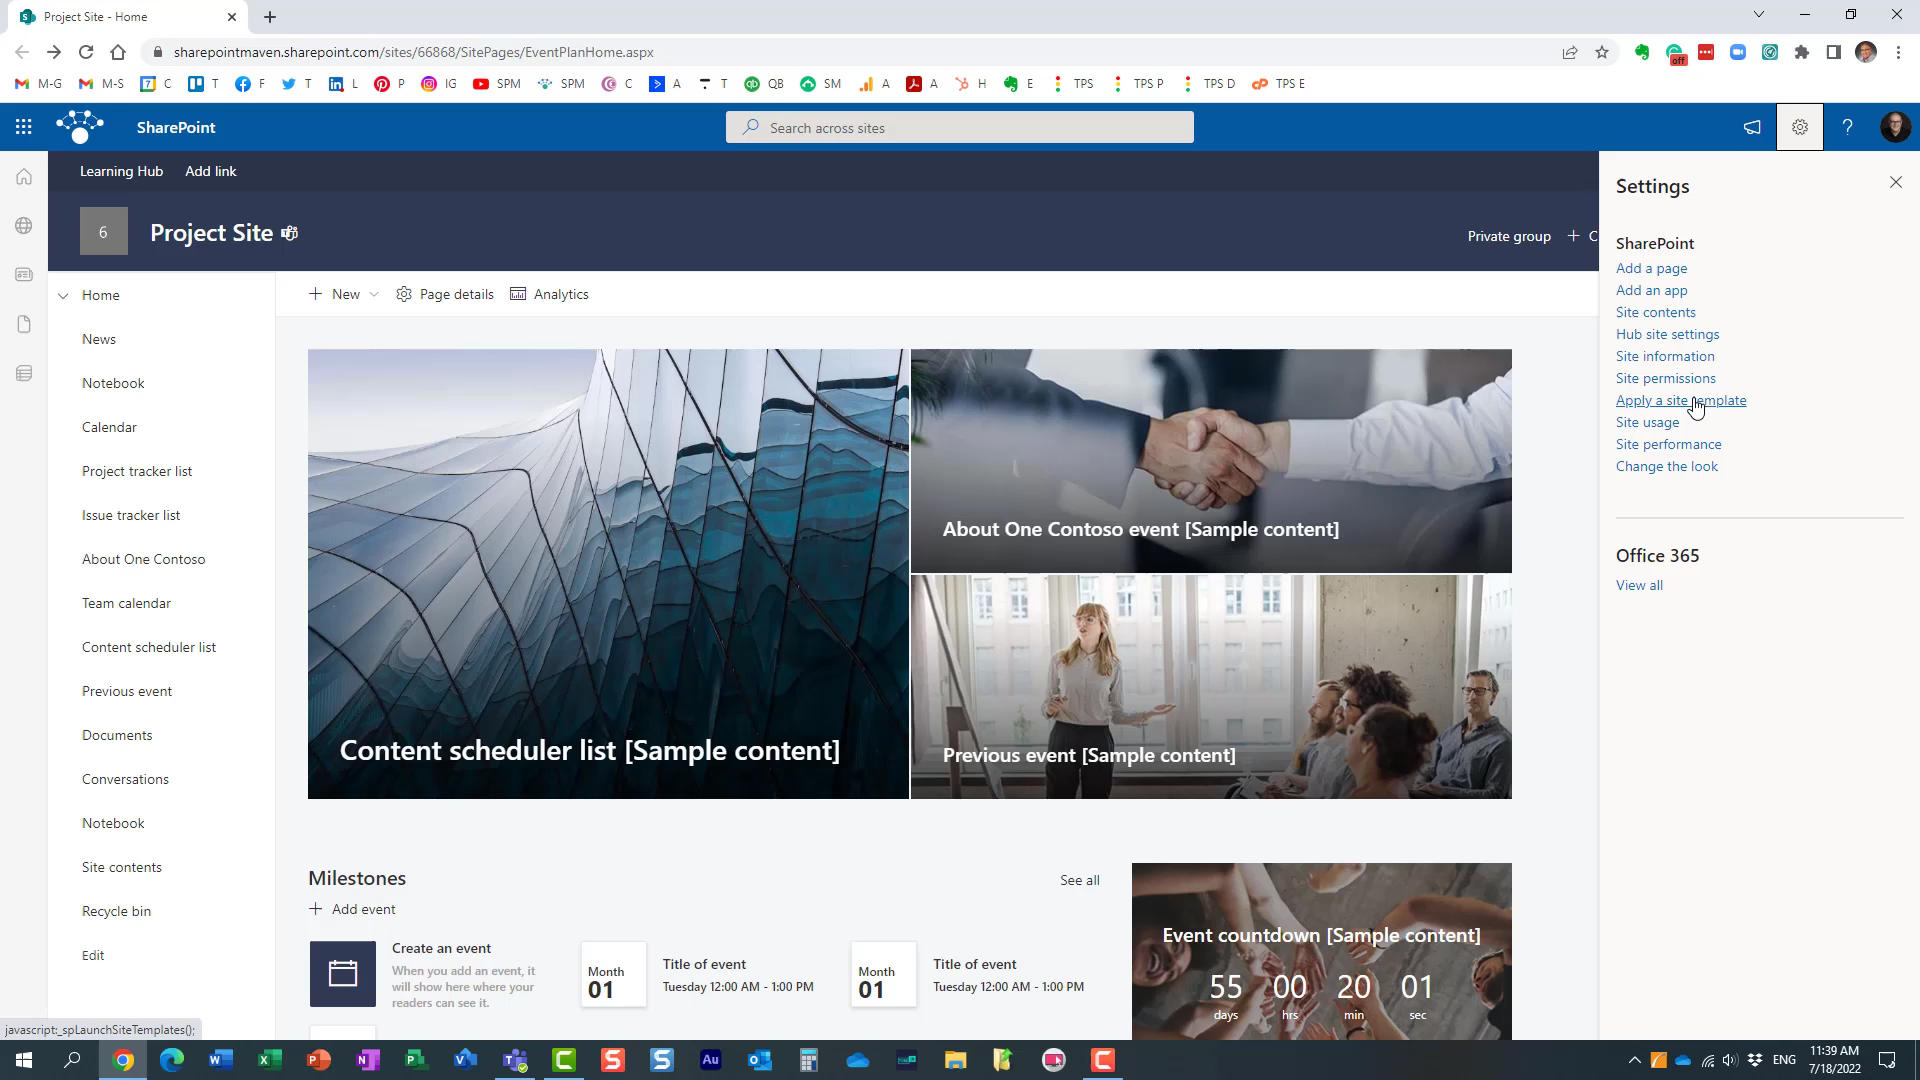 Project Site - Home
sharepointmaven.sharepoint.com/sites/66868/SitePages/EventPlanHome.aspx
off
M-G M-S C T F T L P IG SPM SPM C A T QB SM A A H E TPS TPS P TPS D TPS E
SharePoint
Search across sites
Learning Hub Add link
6
Project Site
Private group + C
Home
News
Notebook
Calendar
Project tracker list
Issue tracker list
About One Contoso
Team calendar
Content scheduler list
Previous event
Documents
Conversations
Notebook
Site contents
Recycle bin
Edit
New Page details Analytics
Content scheduler list [Sample content]
About One Contoso event [Sample content]
Previous event [Sample content]
Milestones
See all
Add event
Create an event
When you add an event, it
will show here where your
readers can see it.
Month
01
Title of event
Tuesday 12:00 AM - 1:00 PM
Month
01
Title of event
Tuesday 12:00 AM - 1:00 PM
Event countdown [Sample content]
55 00 20 01
days hrs min sec
Settings
SharePoint
Add a page
Add an app
Site contents
Hub site settings
Site information
Site permissions
Apply a site template
Site usage
Site performance
Change the look
Office 365
View all
javascript:_spLaunchSiteTemplates();
ENG
11:39 AM
7/18/2022